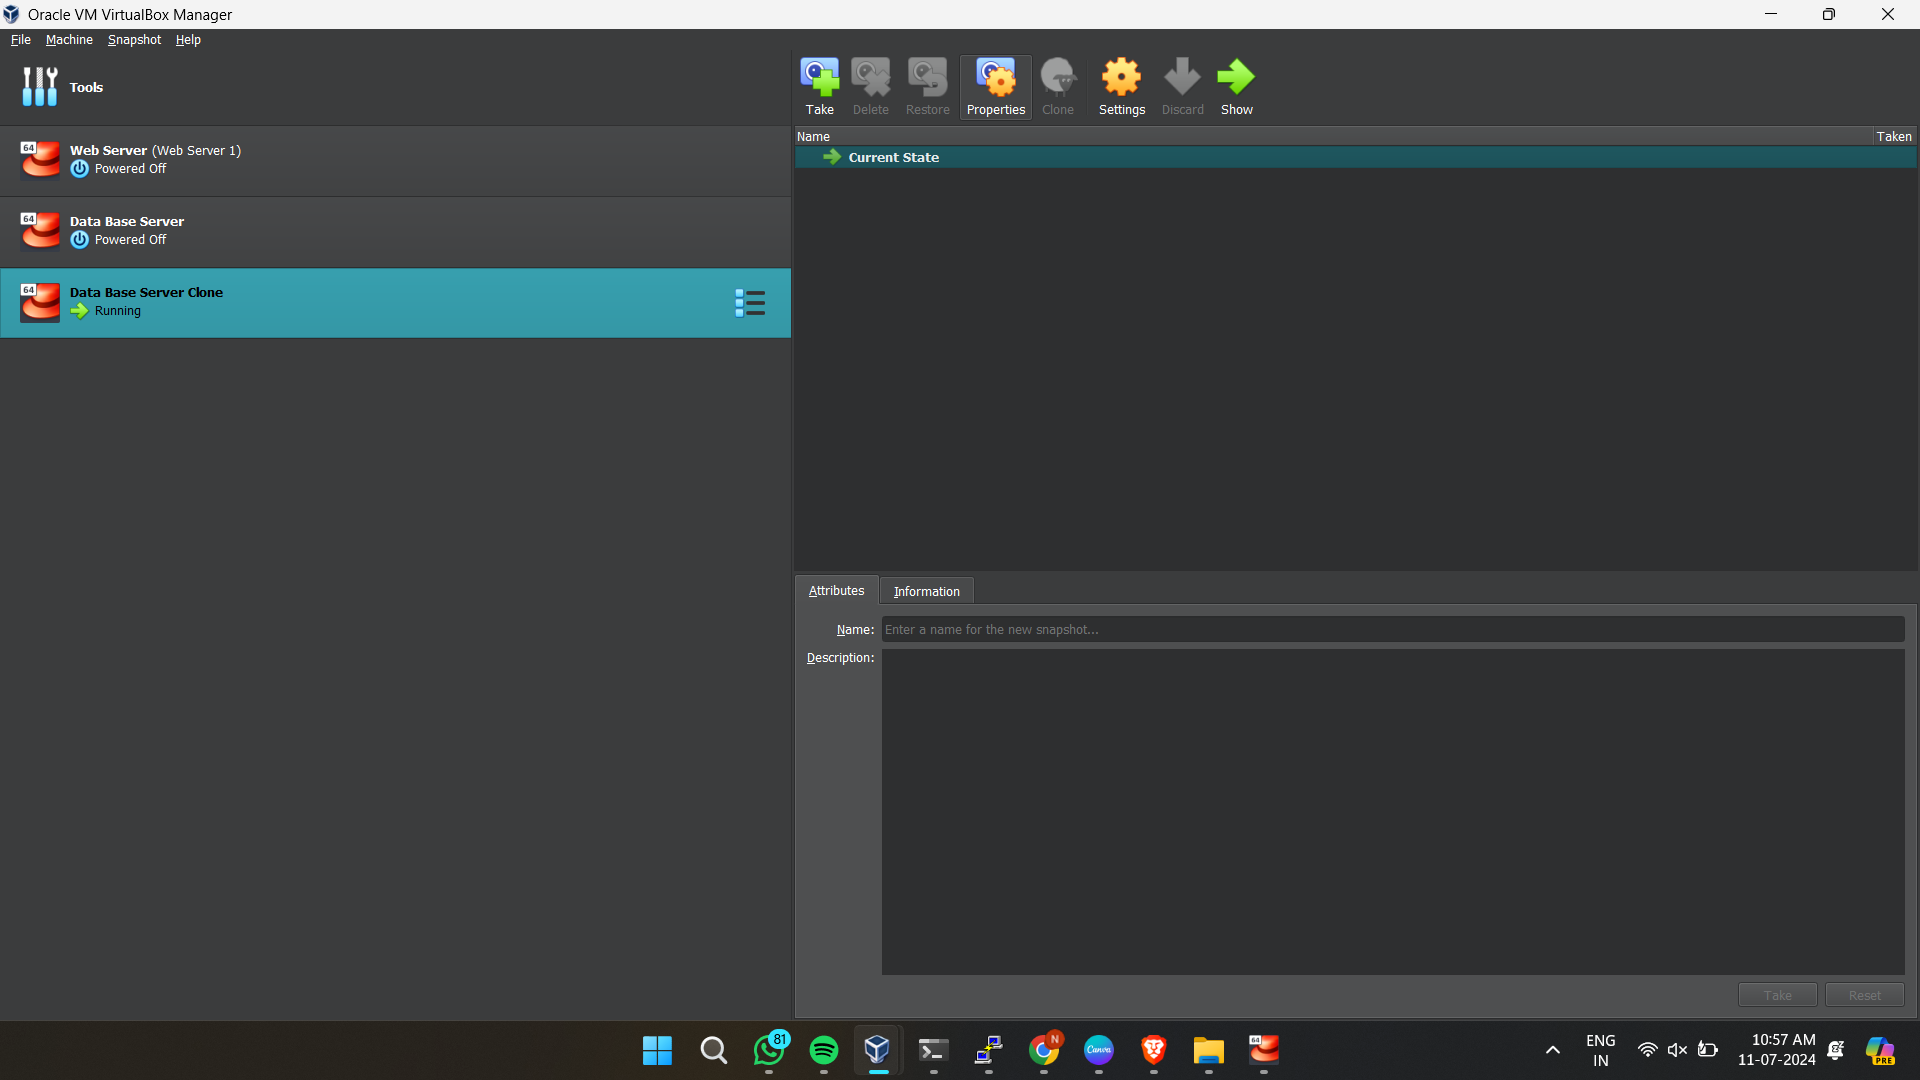 Oracle VM VirtualBox Manager
File Machine Snapshot Help
Tools
Take Delete Restore Properties Clone Settings Discard Show
Name Taken
Current State
64
Web Server (Web Server 1)
Powered Off
64
Data Base Server
Powered Off
64
Data Base Server Clone
Running
Attributes Information
Name: Enter a name for the new snapshot...
Description:
Take Reset
81
N
Canva
64
ENG
IN
10:57 AM
11-07-2024
PRE